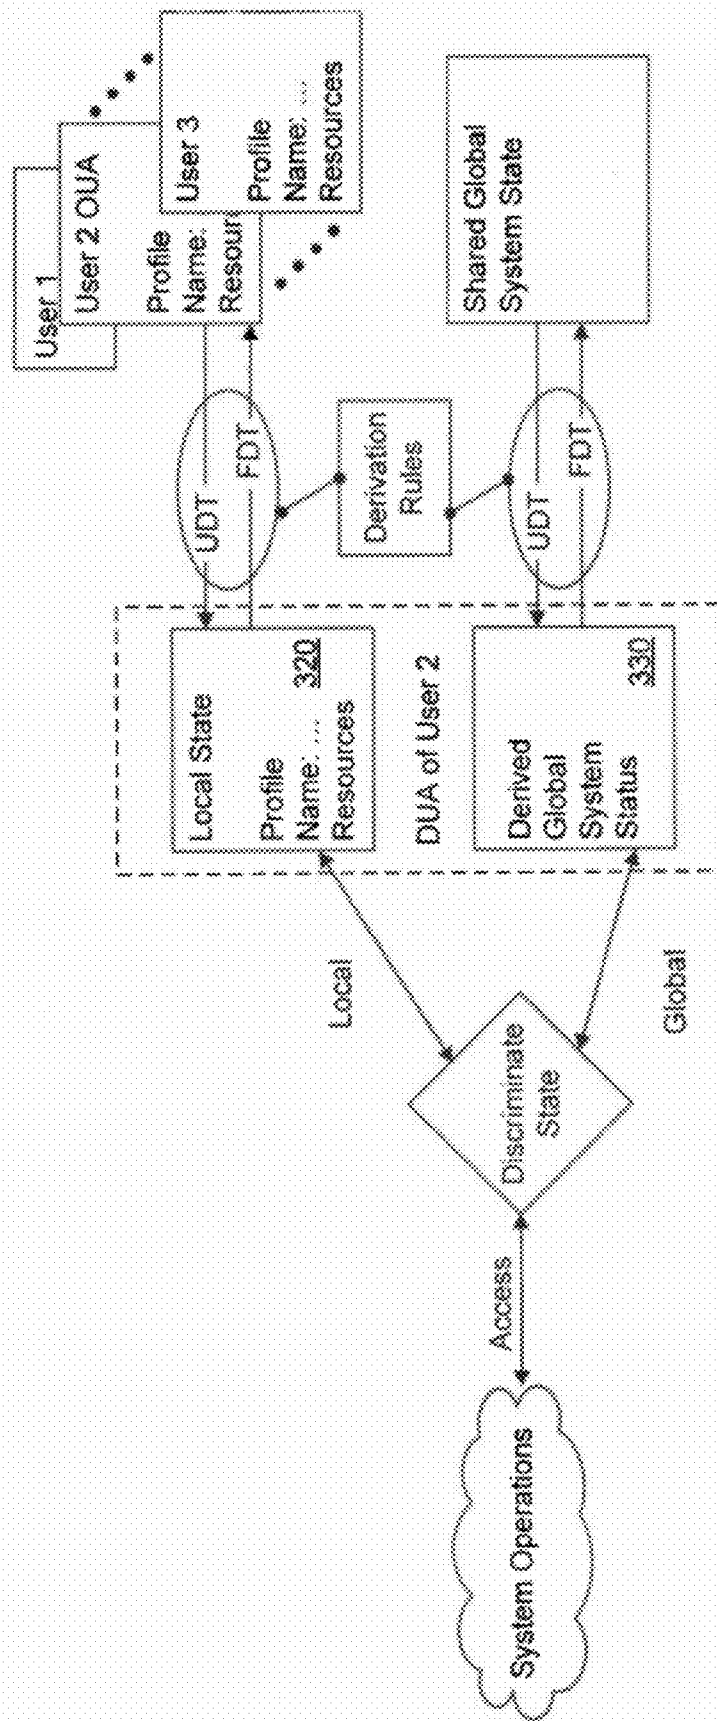 System Operations
Access
Discriminate
State
Local
Global
Local State
320
Profile
Name: ...
Resources
DUA of User 2
Derived
Global
System
Status
330
UDT
FDT
Derivation
Rules
UDT
FDT
User 1
User 2 OUA
Profile
Name:
Resour
User 3
Profile
Name: ...
Resources
Shared Global
System State